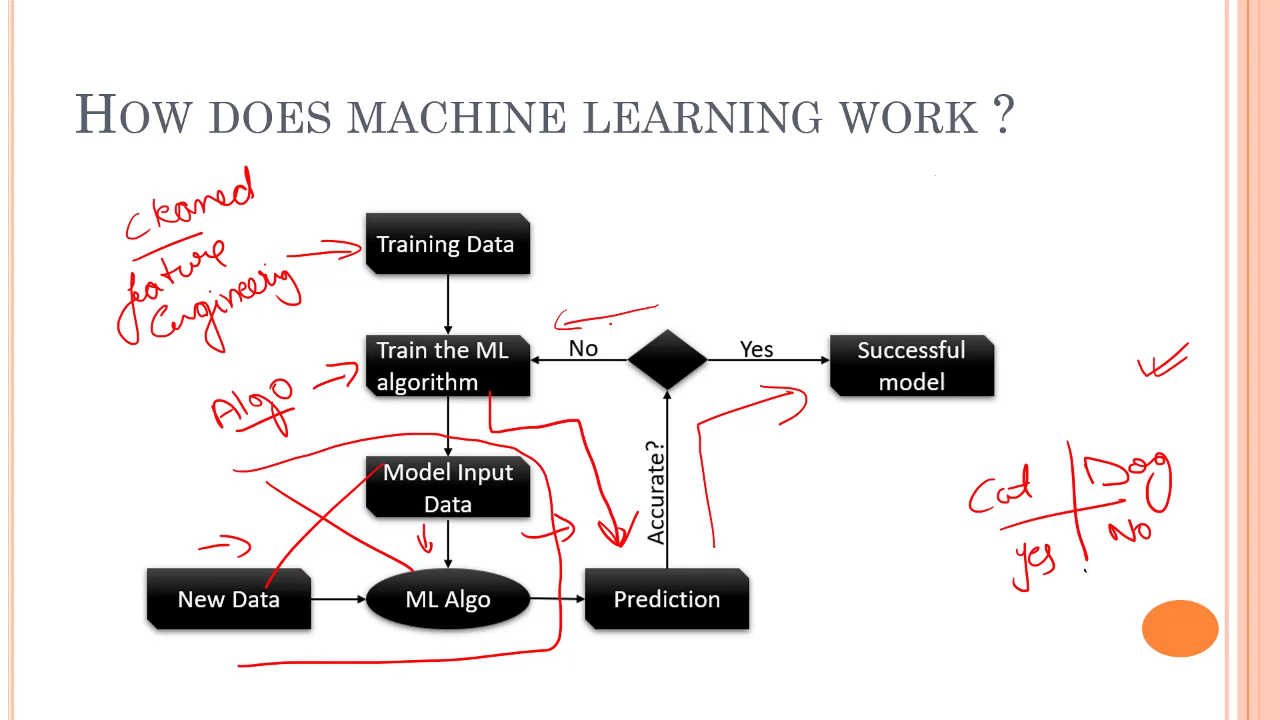 HOW DOES MACHINE LEARNING WORK ?
Cleaned
feature
Engineering
Training Data
Train the ML
algorithm
No
Yes
Successful
model
Algo
Model Input
Data
Accurate?
Cat
Dog
yes
No
New Data
ML Algo
Prediction